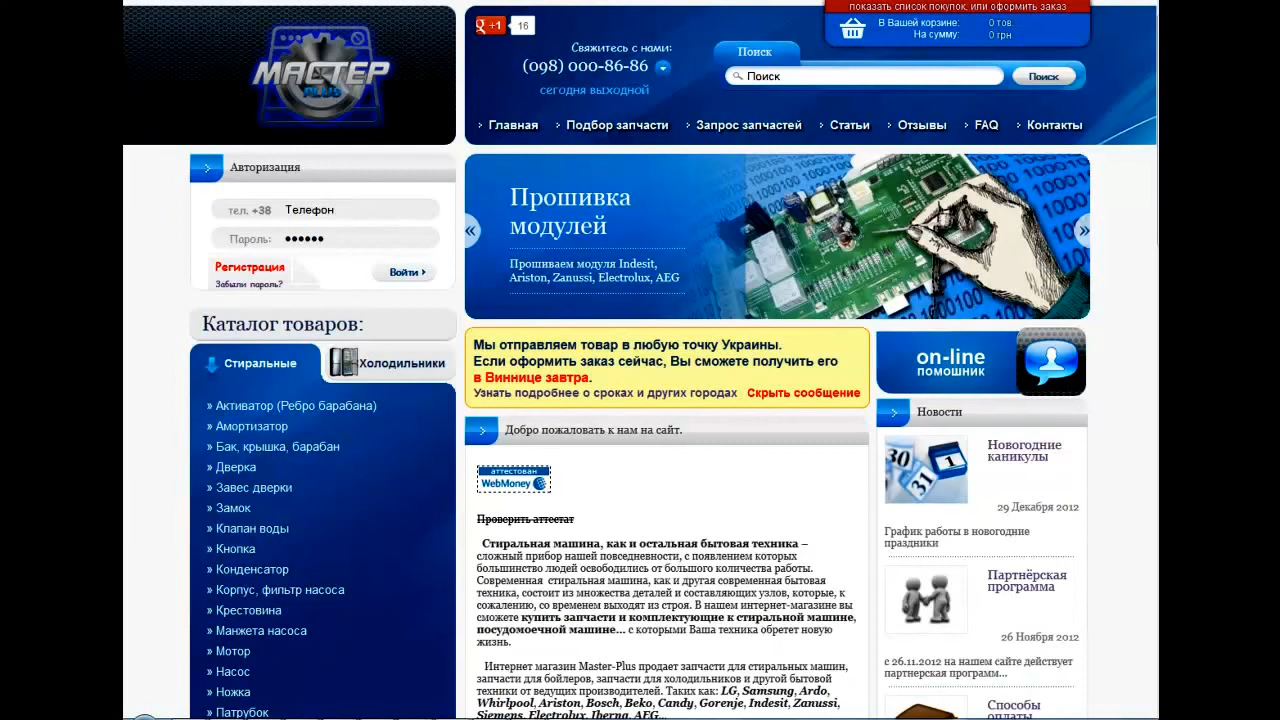 МАСТЕР
PLUS
+1
16
Свяжитесь с нами:
(098) 000-86-86
сегодня выходной
показать список покупок, или оформить заказ
В Вашей корзине: 0 тов
На сумму: 0 грн
Поиск
Поиск
Поиск
Главная
Подбор запчасти
Запрос запчастей
Статьи
Отзывы
FAQ
Контакты
Авторизация
тел. +38 Телефон
Пароль: ••••••
Регистрация
Забыли пароль?
Войти
Каталог товаров:
Стиральные
Холодильники
» Активатор (Ребро барабана)
» Амортизатор
» Бак, крышка, барабан
» Дверка
» Завес дверки
» Замок
» Клапан воды
» Кнопка
» Конденсатор
» Корпус, фильтр насоса
» Крестовина
» Манжета насоса
» Мотор
» Насос
» Ножка
» Патрубок
«
Прошивка
модулей
Прошиваем модуля Indesit,
Ariston, Zanussi, Electrolux, AEG
»
Мы отправляем товар в любую точку Украины.
Если оформить заказ сейчас, Вы сможете получить его
в Виннице завтра.
Узнать подробнее о сроках и других городах Скрыть сообщение
Добро пожаловать к нам на сайт.
аттестован
WebMoney
Проверить аттестат
Стиральная машина, как и остальная бытовая техника –
сложный прибор нашей повседневности, с появлением которых
большинство людей освободились от большого количества работы.
Современная стиральная машина, как и другая современная бытовая
техника, состоит из множества деталей и составляющих узлов, которые, к
сожалению, со временем выходят из строя. В нашем интернет-магазине вы
сможете купить запчасти и комплектующие к стиральной машине,
посудомоечной машине... с которыми Ваша техника обретет новую
жизнь.
Интернет магазин Master-Plus продает запчасти для стиральных машин,
запчасти для бойлеров, запчасти для холодильников и другой бытовой
техники от ведущих производителей. Таких как: LG, Samsung, Ardo,
Whirlpool, Ariston, Bosch, Beko, Candy, Gorenje, Indesit, Zanussi,
Siemens, Electrolux, Iberna, AEG...
on-line
помошник
Новости
30
31
1
Новогодние
каникулы
29 Декабря 2012
График работы в новогодние
праздники
Партнёрская
программа
26 Ноября 2012
с 26.11.2012 на нашем сайте действует
партнерская программ...
Способы
оплаты